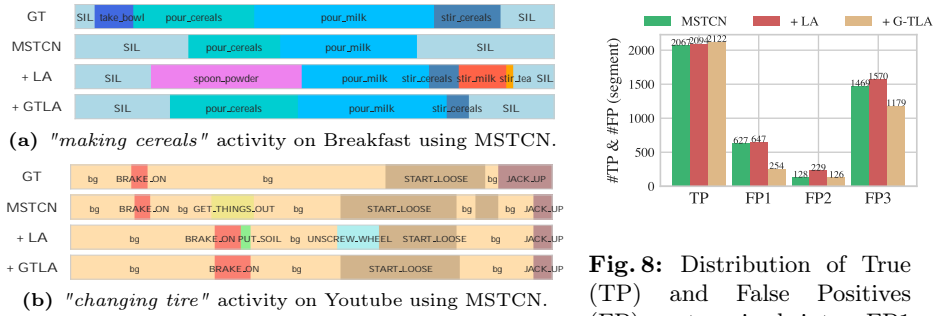 GT SIL take_bowl pour_cereals pour_milk stir_cereals SIL
MSTCN SIL pour_cereals pour_milk SIL
+ LA SIL spoon_powder pour_milk stir_cereals stir_milk stir_tea SIL
+ GTLA SIL pour_cereals pour_milk stir_cereals SIL
(a) "making cereals" activity on Breakfast using MSTCN.
GT bg BRAKE_ON bg START_LOOSE bg JACK_UP
MSTCN bg BRAKE_ON bg GET_THINGS_OUT bg START_LOOSE bg bg JACK_UP
+ LA bg BRAKE_ON PUT_SOIL bg UNSCREW_WHEEL START_LOOSE bg JACK_UP
+ GTLA bg BRAKE_ON bg START_LOOSE bg JACK_UP
(b) "changing tire" activity on Youtube using MSTCN.
MSTCN + LA + G-TLA
#TP & #FP (segment)
2000
1500
1000
500
0
2067 2094 2122
627 647 254
128 229 126
1469 1570 1179
TP FP1 FP2 FP3
Fig. 8: Distribution of True
(TP) and False Positives